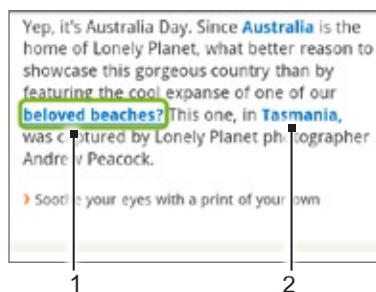 Yep, it's Australia Day. Since Australia is the
home of Lonely Planet, what better reason to
showcase this gorgeous country than by
featuring the cool expanse of one of our
beloved beaches? This one, in Tasmania,
was captured by Lonely Planet photographer
Andrew Peacock.
› Soothe your eyes with a print of your own
1 2